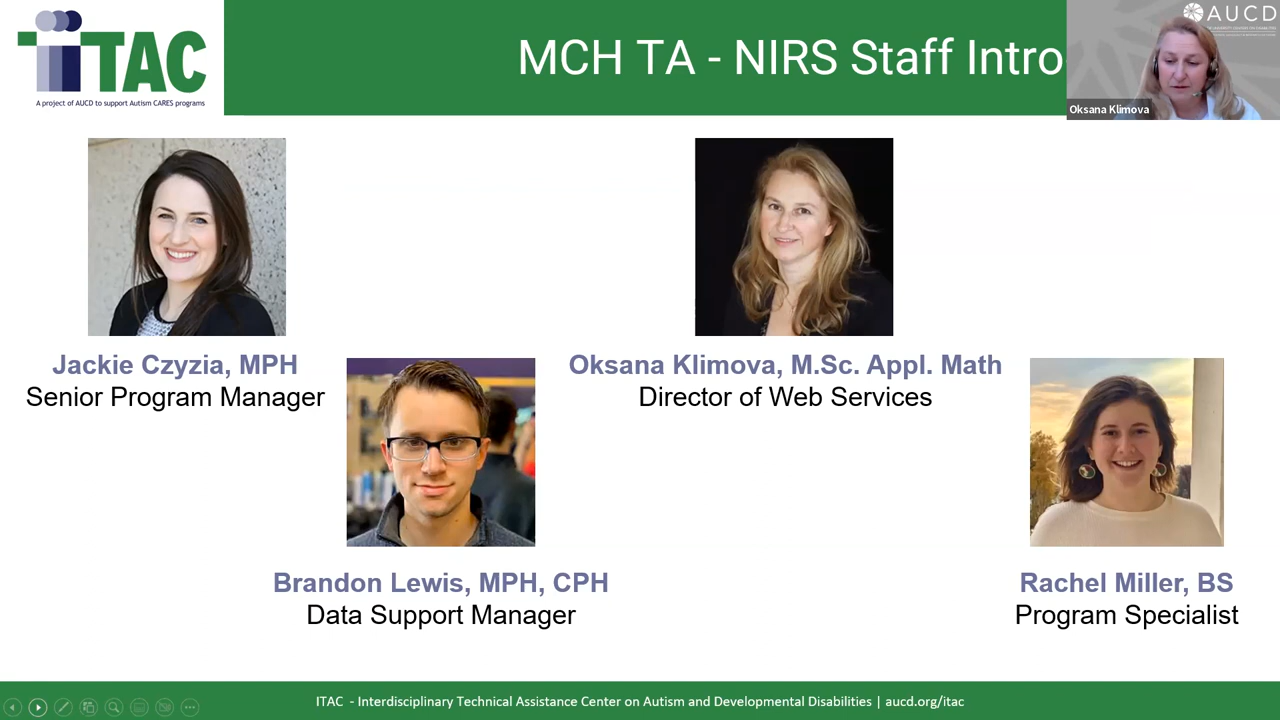 iTAC
A project of AUCD to support Autism CARES programs
MCH TA - NIRS Staff Intro
AUCD
Oksana Klimova
Jackie Czyzia, MPH
Senior Program Manager
Oksana Klimova, M.Sc. Appl. Math
Director of Web Services
Brandon Lewis, MPH, CPH
Data Support Manager
Rachel Miller, BS
Program Specialist
ITAC - Interdisciplinary Technical Assistance Center on Autism and Developmental Disabilities | aucd.org/itac